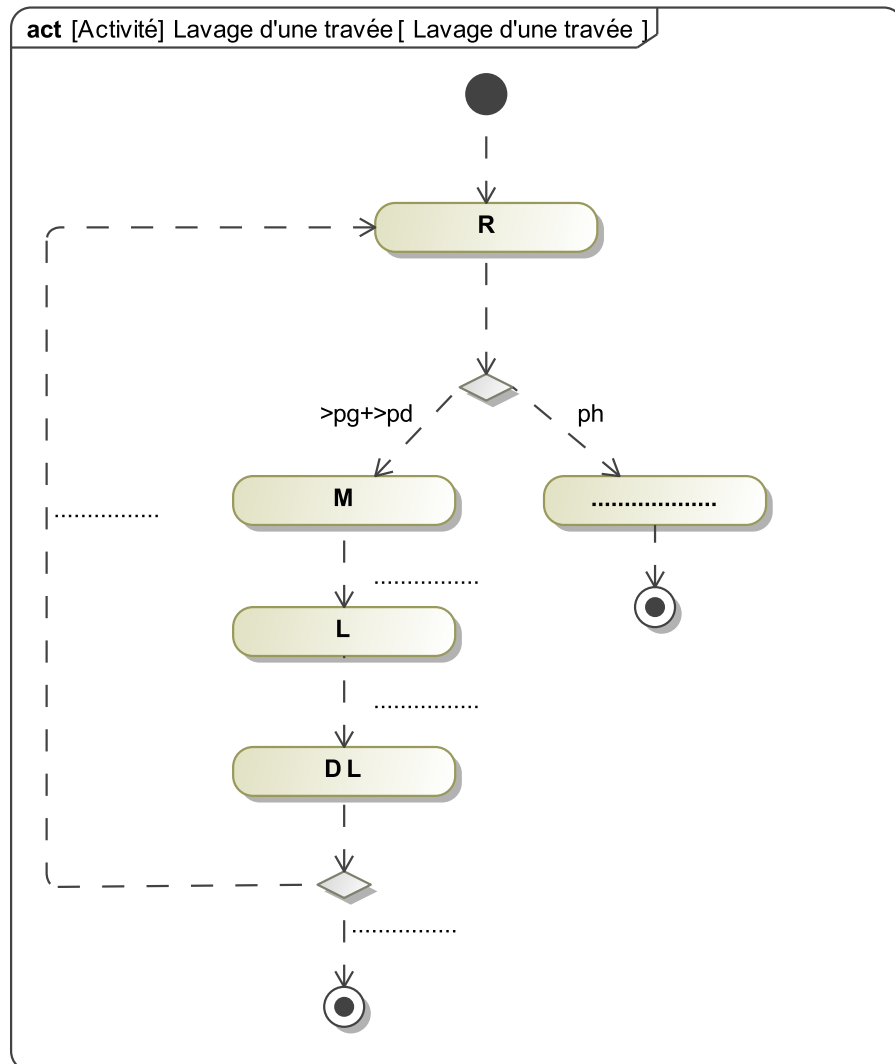 act [Activité] Lavage d'une travée [ Lavage d'une travée ]
R
>pg+>pd
ph
M
...................
................
................
L
................
D L
................